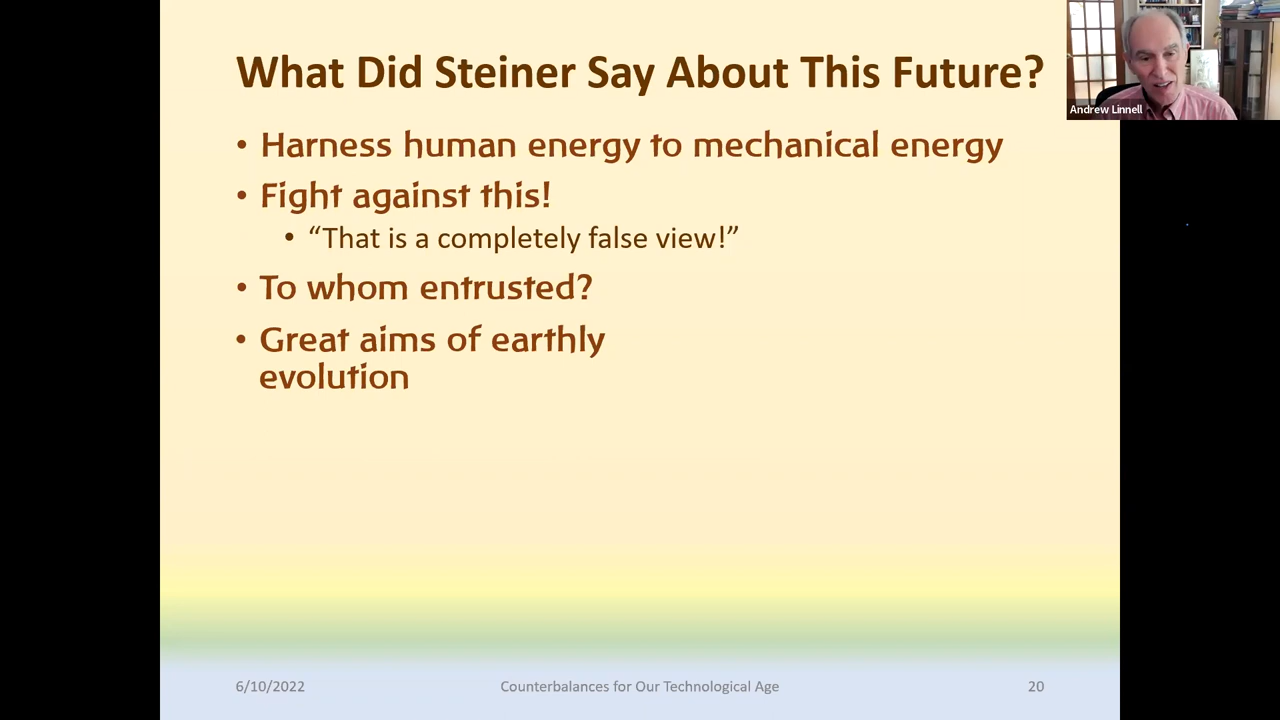 What Did Steiner Say About This Future?
Andrew Linnell
• Harness human energy to mechanical energy
• Fight against this!
• “That is a completely false view!”
• To whom entrusted?
• Great aims of earthly
evolution
6/10/2022
Counterbalances for Our Technological Age
20